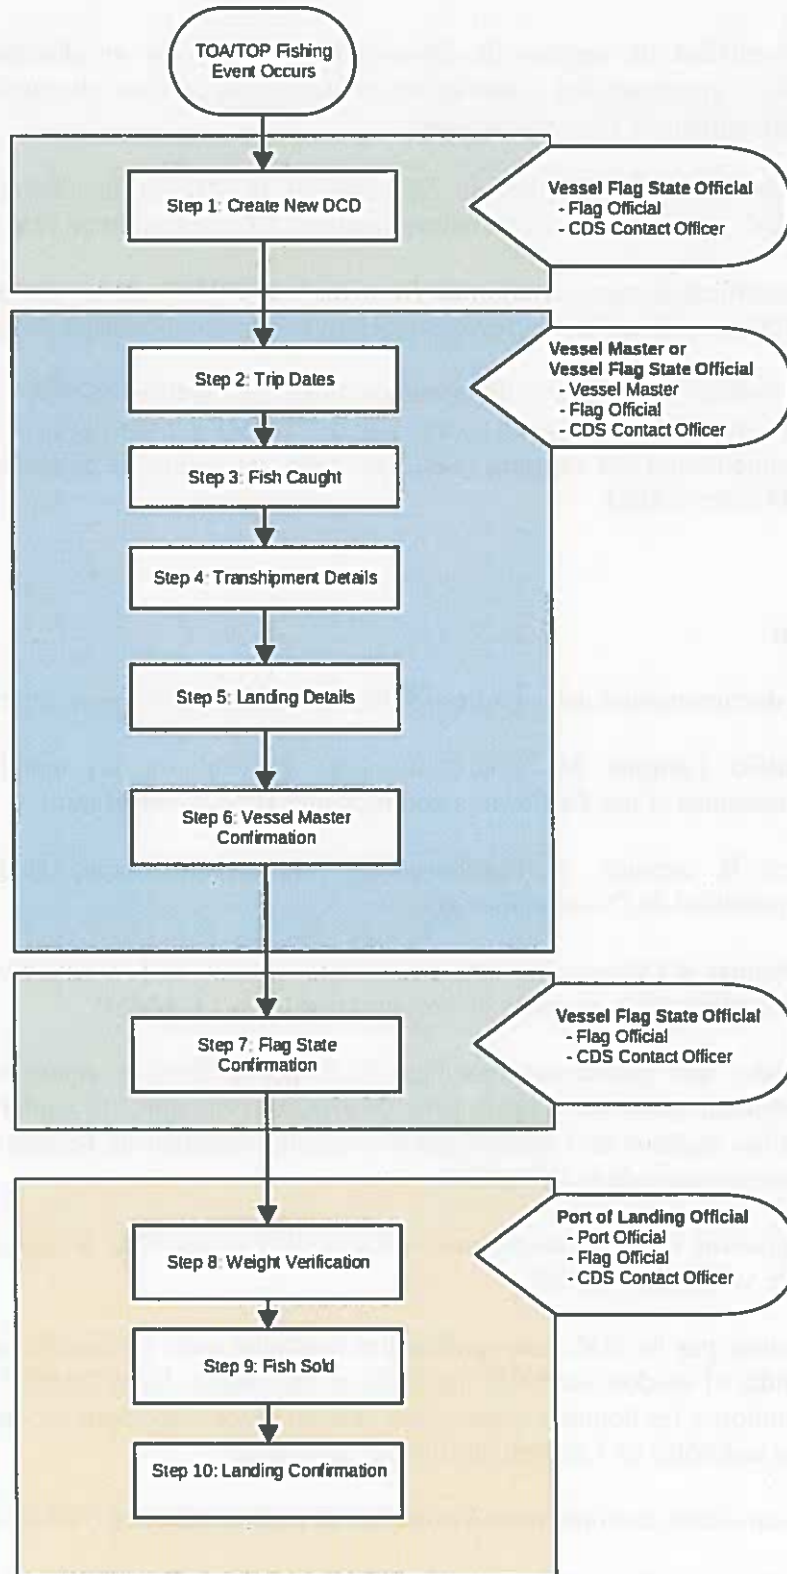 TOA/TOP Fishing
Event Occurs
Step 1: Create New DCD
Vessel Flag State Official
- Flag Official
- CDS Contact Officer
Step 2: Trip Dates
Vessel Master or
Vessel Flag State Official
- Vessel Master
- Flag Official
- CDS Contact Officer
Step 3: Fish Caught
Step 4: Transhipment Details
Step 5: Landing Details
Step 6: Vessel Master
Confirmation
Step 7: Flag State
Confirmation
Vessel Flag State Official
- Flag Official
- CDS Contact Officer
Step 8: Weight Verification
Port of Landing Official
- Port Official
- Flag Official
- CDS Contact Officer
Step 9: Fish Sold
Step 10: Landing Confirmation